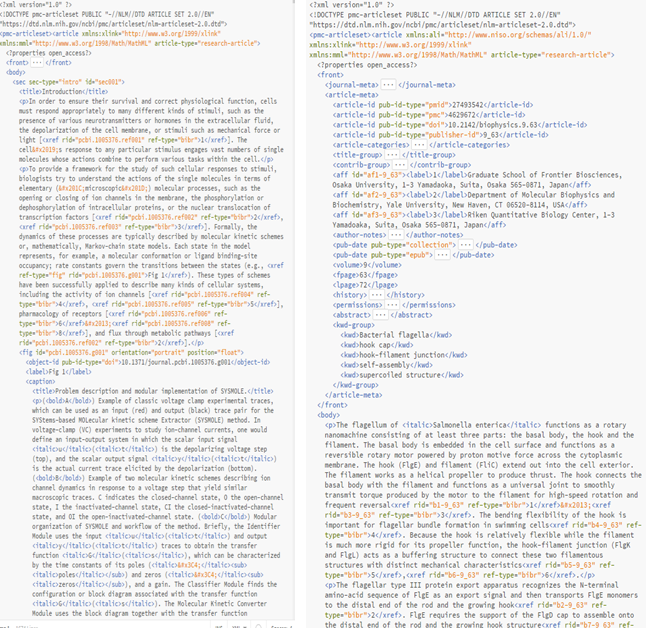 <?xml version="1.0" ?>
<!DOCTYPE pmc-articleset PUBLIC "-//NLM//DTD ARTICLE SET 2.0//EN"
"https://dtd.nlm.nih.gov/ncbi/pmc/articleset/nlm-articleset-2.0.dtd">
<pmc-articleset><article xmlns:xlink="http://www.w3.org/1999/xlink"
xmlns:mml="http://www.w3.org/1998/Math/MathML" article-type="research-article">
<?properties open_access?>
<front> ··· </front>
<body>
<sec sec-type="intro" id="sec001">
<title>Introduction</title>
<p>In order to ensure their survival and correct physiological function, cells
must respond appropriately to many different kinds of stimuli, such as the
presence of various neurotransmitters or hormones in the extracellular fluid,
the depolarization of the cell membrane, or stimuli such as mechanical force or
light [<xref rid="pcbi.1005376.ref001" ref-type="bibr">1</xref>]. The
cell&#x2019;s response to any particular stimulus engages vast numbers of single
molecules whose actions combine to perform various tasks within the cell.</p>
<p>To provide a framework for the study of such cellular responses to stimuli,
biologists try to understand the actions of the single molecules in terms of
elementary (&#x201C;microscopic&#x201D;) molecular processes, such as the
opening or closing of ion channels in the membrane, the phosphorylation or
dephosphorylation of intracellular proteins, or the nuclear translocation of
transcription factors [<xref rid="pcbi.1005376.ref002" ref-type="bibr">2</xref>,
<xref rid="pcbi.1005376.ref003" ref-type="bibr">3</xref>]. Formally, the
dynamics of these processes are typically described by molecular kinetic schemes
or, mathematically, Markov-chain state models. Each state in the model
represents, for example, a molecular conformation or ligand binding-site
occupancy; rate constants govern the transitions between the states (e.g., <xref
ref-type="fig" rid="pcbi.1005376.g001">Fig 1</xref>). These types of schemes
have been successfully applied to describe many kinds of cellular systems,
including the activity of ion channels [<xref rid="pcbi.1005376.ref004" ref-
type="bibr">4</xref>, <xref rid="pcbi.1005376.ref005" ref-type="bibr">5</xref>],
pharmacology of receptors [<xref rid="pcbi.1005376.ref006" ref-
type="bibr">6</xref>&#x2013;<xref rid="pcbi.1005376.ref008" ref-
type="bibr">8</xref>], and flux through metabolic pathways [<xref
rid="pcbi.1005376.ref002" ref-type="bibr">2</xref>].</p>
<fig id="pcbi.1005376.g001" orientation="portrait" position="float">
<object-id pub-id-type="doi">10.1371/journal.pcbi.1005376.g001</object-id>
<label>Fig 1</label>
<caption>
<title>Problem description and modular implementation of SYSMOLE.</title>
<p>(<bold>A</bold>) Example of classic voltage clamp experimental traces,
which can be used as an input (red) and output (black) trace pair for the
SYStems-based MOLecular kinetic scheme Extractor (SYSMOLE) method. In
voltage-clamp (VC) experiments to study ion-channel currents, one would
define an input-output system in which the scalar input signal
<italic>u</italic>(<italic>t</italic>) is the depolarizing voltage step
(top), and the scalar output signal <italic>y</italic>(<italic>t</italic>)
is the actual current trace elicited by the depolarization (bottom).
(<bold>B</bold>) Example of two molecular kinetic schemes describing ion
channel dynamics in response to a voltage step that yield similar
macroscopic traces. C indicates the closed-channel state, O the open-channel
state, I the inactivated-channel state, CI the closed-inactivated-channel
state, and OI the open-inactivated-channel state. (<bold>C</bold>) Modular
organization of SYSMOLE and workflow of the method. Briefly, the Identifier
Module uses the input <italic>u</italic>(<italic>t</italic>) and output
<italic>y</italic>(<italic>t</italic>) traces to obtain the transfer
function <italic>G</italic>(<italic>s</italic>), which can be characterized
by the time constants of its poles (<italic>&#x3C4;</italic><sub>
<italic>poles</italic></sub>) and zeros (<italic>&#x3C4;</italic><sub>
<italic>zeros</italic></sub>), and a gain. The Classifier Module finds the
configuration or block diagram associated with the transfer function
<italic>G</italic>(<italic>s</italic>). The Molecular Kinetic Converter
Module uses the block diagram together with the transfer function
<?xml version="1.0" ?>
<!DOCTYPE pmc-articleset PUBLIC "-//NLM//DTD ARTICLE SET 2.0//EN"
"https://dtd.nlm.nih.gov/ncbi/pmc/articleset/nlm-articleset-2.0.dtd">
<pmc-articleset><article xmlns:ali="http://www.niso.org/schemas/ali/1.0/"
xmlns:xlink="http://www.w3.org/1999/xlink"
xmlns:mml="http://www.w3.org/1998/Math/MathML" article-type="research-article">
<?properties open_access?>
<front>
<journal-meta> ··· </journal-meta>
<article-meta>
<article-id pub-id-type="pmid">27493542</article-id>
<article-id pub-id-type="pmc">4629672</article-id>
<article-id pub-id-type="doi">10.2142/biophysics.9.63</article-id>
<article-id pub-id-type="publisher-id">9_63</article-id>
<article-categories> ··· </article-categories>
<title-group> ··· </title-group>
<contrib-group> ··· </contrib-group>
<aff id="af1-9_63"><label>1</label>Graduate School of Frontier Biosciences,
Osaka University, 1-3 Yamadaoka, Suita, Osaka 565-0871, Japan</aff>
<aff id="af2-9_63"><label>2</label>Department of Molecular Biophysics and
Biochemistry, Yale University, New Haven, CT 06520-8114, USA</aff>
<aff id="af3-9_63"><label>3</label>Riken Quantitative Biology Center, 1-3
Yamadaoka, Suita, Osaka 565-0871, Japan</aff>
<author-notes> ··· </author-notes>
<pub-date pub-type="collection"> ··· </pub-date>
<pub-date pub-type="epub"> ··· </pub-date>
<volume>9</volume>
<fpage>63</fpage>
<lpage>72</lpage>
<history> ··· </history>
<permissions> ··· </permissions>
<abstract> ··· </abstract>
<kwd-group>
<kwd>Bacterial flagella</kwd>
<kwd>hook cap</kwd>
<kwd>hook-filament junction</kwd>
<kwd>self-assembly</kwd>
<kwd>supercoiled structure</kwd>
</kwd-group>
</article-meta>
</front>
<body>
<p>The flagellum of <italic>Salmonella enterica</italic> functions as a rotary
nanomachine consisting of at least three parts: the basal body, the hook and the
filament. The basal body is embedded in the cell surface and functions as a
reversible rotary motor powered by proton motive force across the cytoplasmic
membrane. The hook (FlgE) and filament (FliC) extend out into the cell exterior.
The filament works as a helical propeller to produce thrust. The hook connects the
basal body with the filament and functions as a universal joint to smoothly
transmit torque produced by the motor to the filament for high-speed rotation and
frequent reversal<xref rid="b1-9_63" ref-type="bibr">1</xref>&#x2013;<xref
rid="b3-9_63" ref-type="bibr">3</xref>. The bending flexibility of the hook is
important for flagellar bundle formation in swimming cells<xref rid="b4-9_63" ref-
type="bibr">4</xref>. Because the hook is relatively flexible while the filament is
much more rigid for its propeller function, the hook-filament junction (FlgK
and FlgL) acts as a buffering structure to connect these two filamentous
structures with distinct mechanical characteristics<xref rid="b5-9_63" ref-
type="bibr">5</xref>,<xref rid="b6-9_63" ref-type="bibr">6</xref>.</p>
<p>The flagellar type III protein export apparatus recognizes the N-terminal
amino-acid sequence of FlgE as an export signal and then transports FlgE monomers
to the distal end of the rod and the growing hook<xref rid="b2-9_63" ref-
type="bibr">2</xref>. FlgE requires the support of the FlgD cap to assemble onto
the distal end of the rod and the growing hook structure<xref rid="b7-9_63" ref-